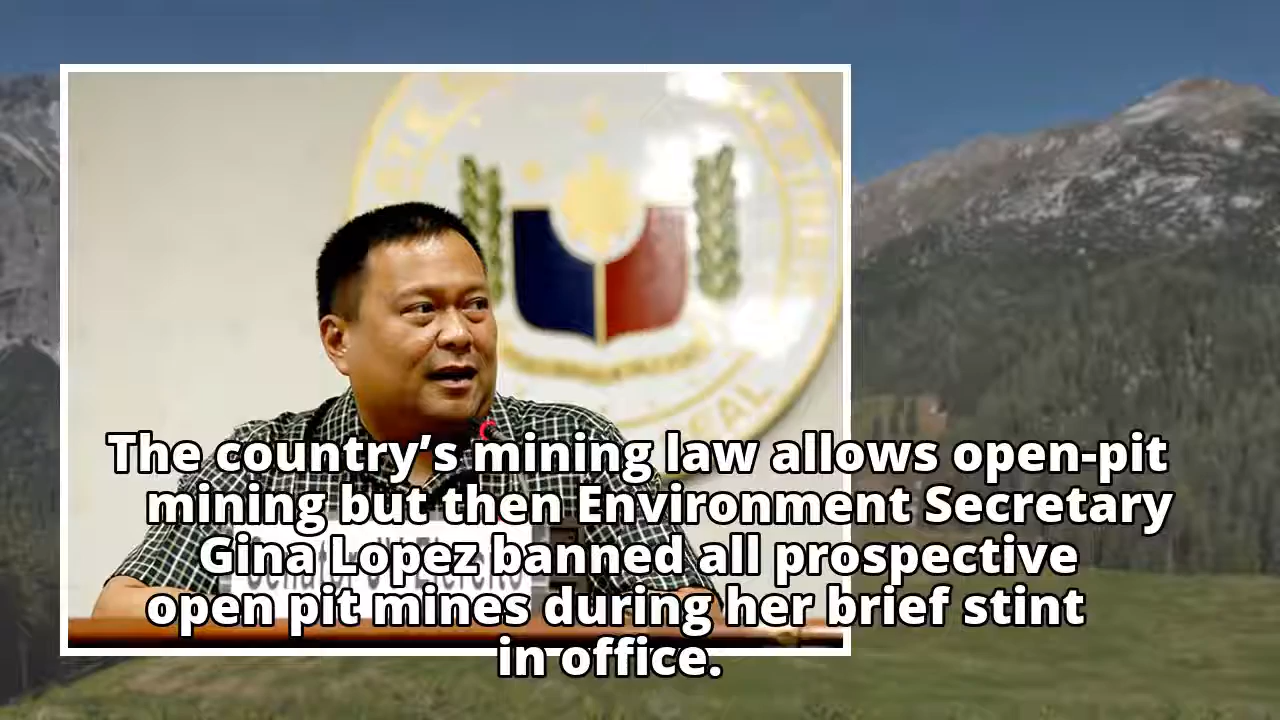 SEAL
The country’s mining law allows open-pit
mining but then Environment Secretary
Gina Lopez banned all prospective
open pit mines during her brief stint
in office.